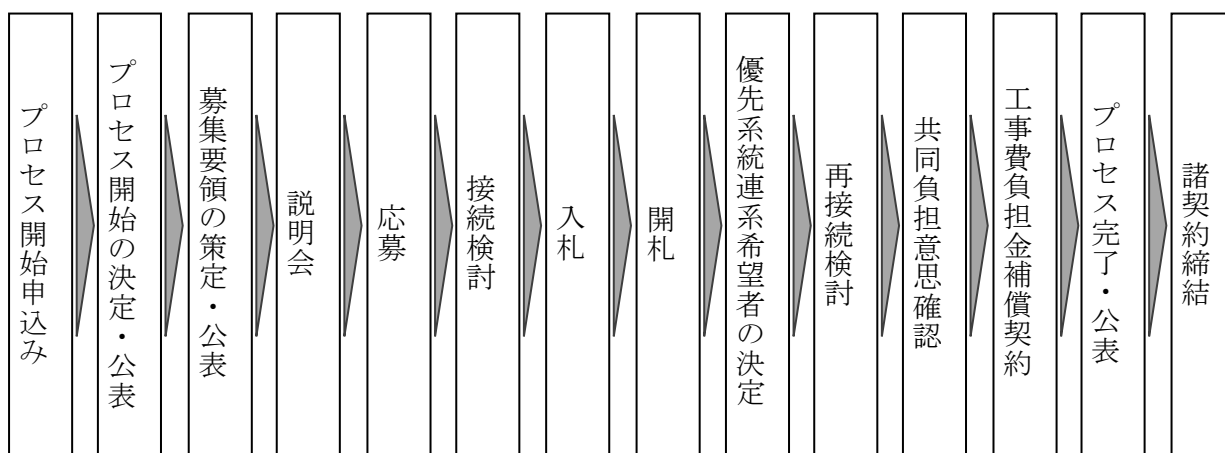 プロセス開始申込み
プロセス開始の決定・公表
募集要領の策定・公表
説明会
応募
接続検討
入札
開札
優先系統連系希望者の決定
再接続検討
共同負担意思確認
工事費負担金補償契約
プロセス完了・公表
諸契約締結